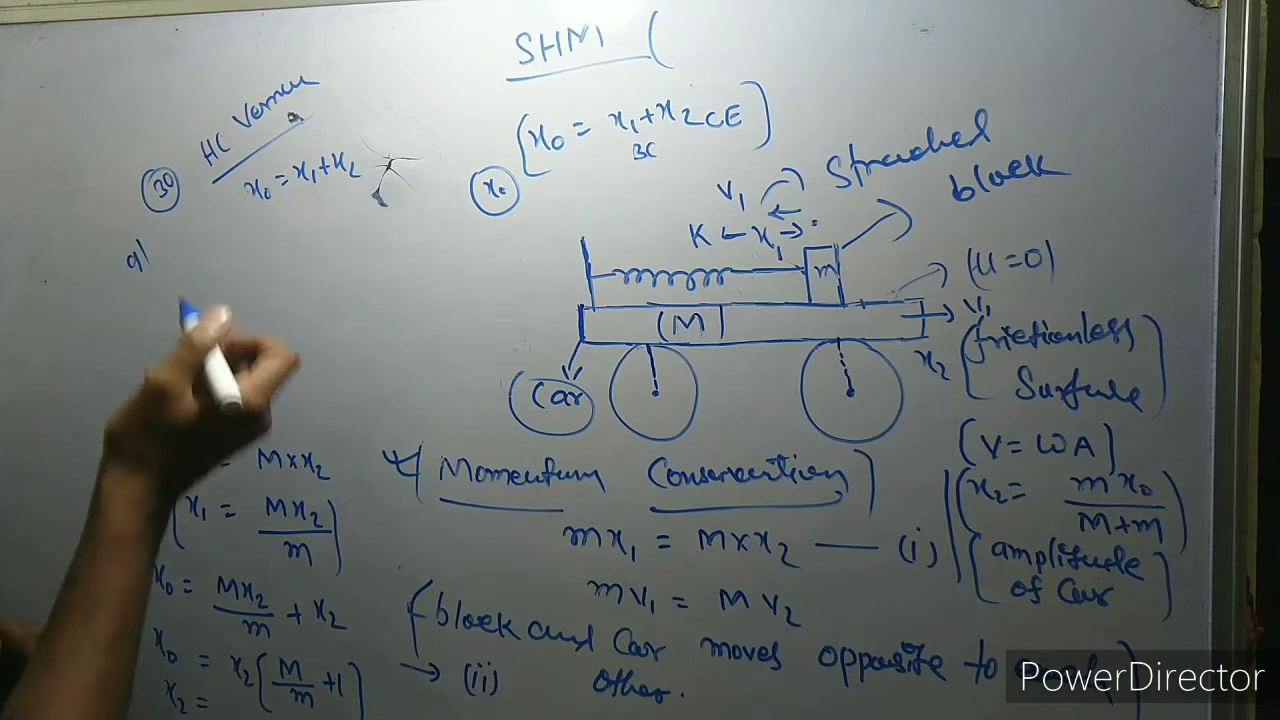 SHM (
HC Verma
30
x₀ = x₁+x₂
[x₀ = x₁+x₂ CE]
BC
x₀
a)
Streached
block
V₁
K ← x₁ →
m
(μ=0)
(M)
V₁
x₂
(frictionless
Surface)
Car
(V = ωA)
= M×x₂
(Momentum Conservation)
x₁ = Mx₂/m
mx₁ = M×x₂ — (i)
x₂ = mx₀/M+m
(amplitude
of Car)
x₀ = Mx₂/m + x₂
mv₁ = Mv₂
(block and Car moves opposite to
other.
x₀ = x₂(M/m +1) → (ii)
x₂ =
PowerDirector